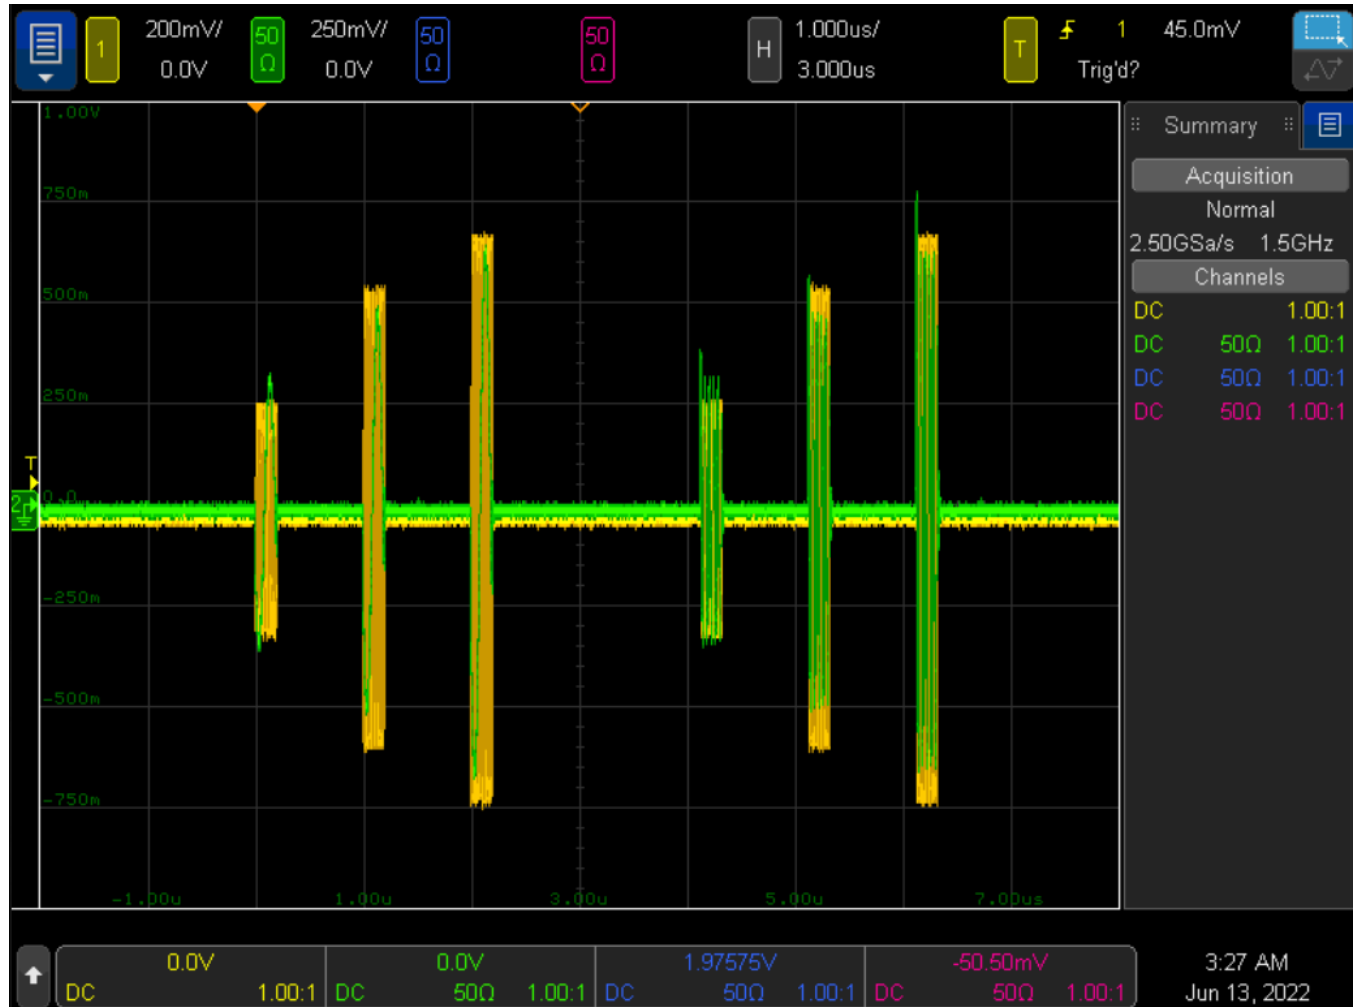 1 200mV/ 50 250mV/ 50 50 H 1.000us/ T 1 45.0mV
0.0V Ω 0.0V Ω Ω 3.000us Trig'd?
1.00V
750m
500m
250m
T
0.0
2
-250m
-500m
-750m
-1.00u 1.00u 3.00u 5.00u 7.00us
Summary
Acquisition
Normal
2.50GSa/s 1.5GHz
Channels
DC 1.00:1
DC 50Ω 1.00:1
DC 50Ω 1.00:1
DC 50Ω 1.00:1
0.0V 0.0V 1.97575V -50.50mV 3:27 AM
DC 1.00:1 DC 50Ω 1.00:1 DC 50Ω 1.00:1 DC 50Ω 1.00:1 Jun 13, 2022